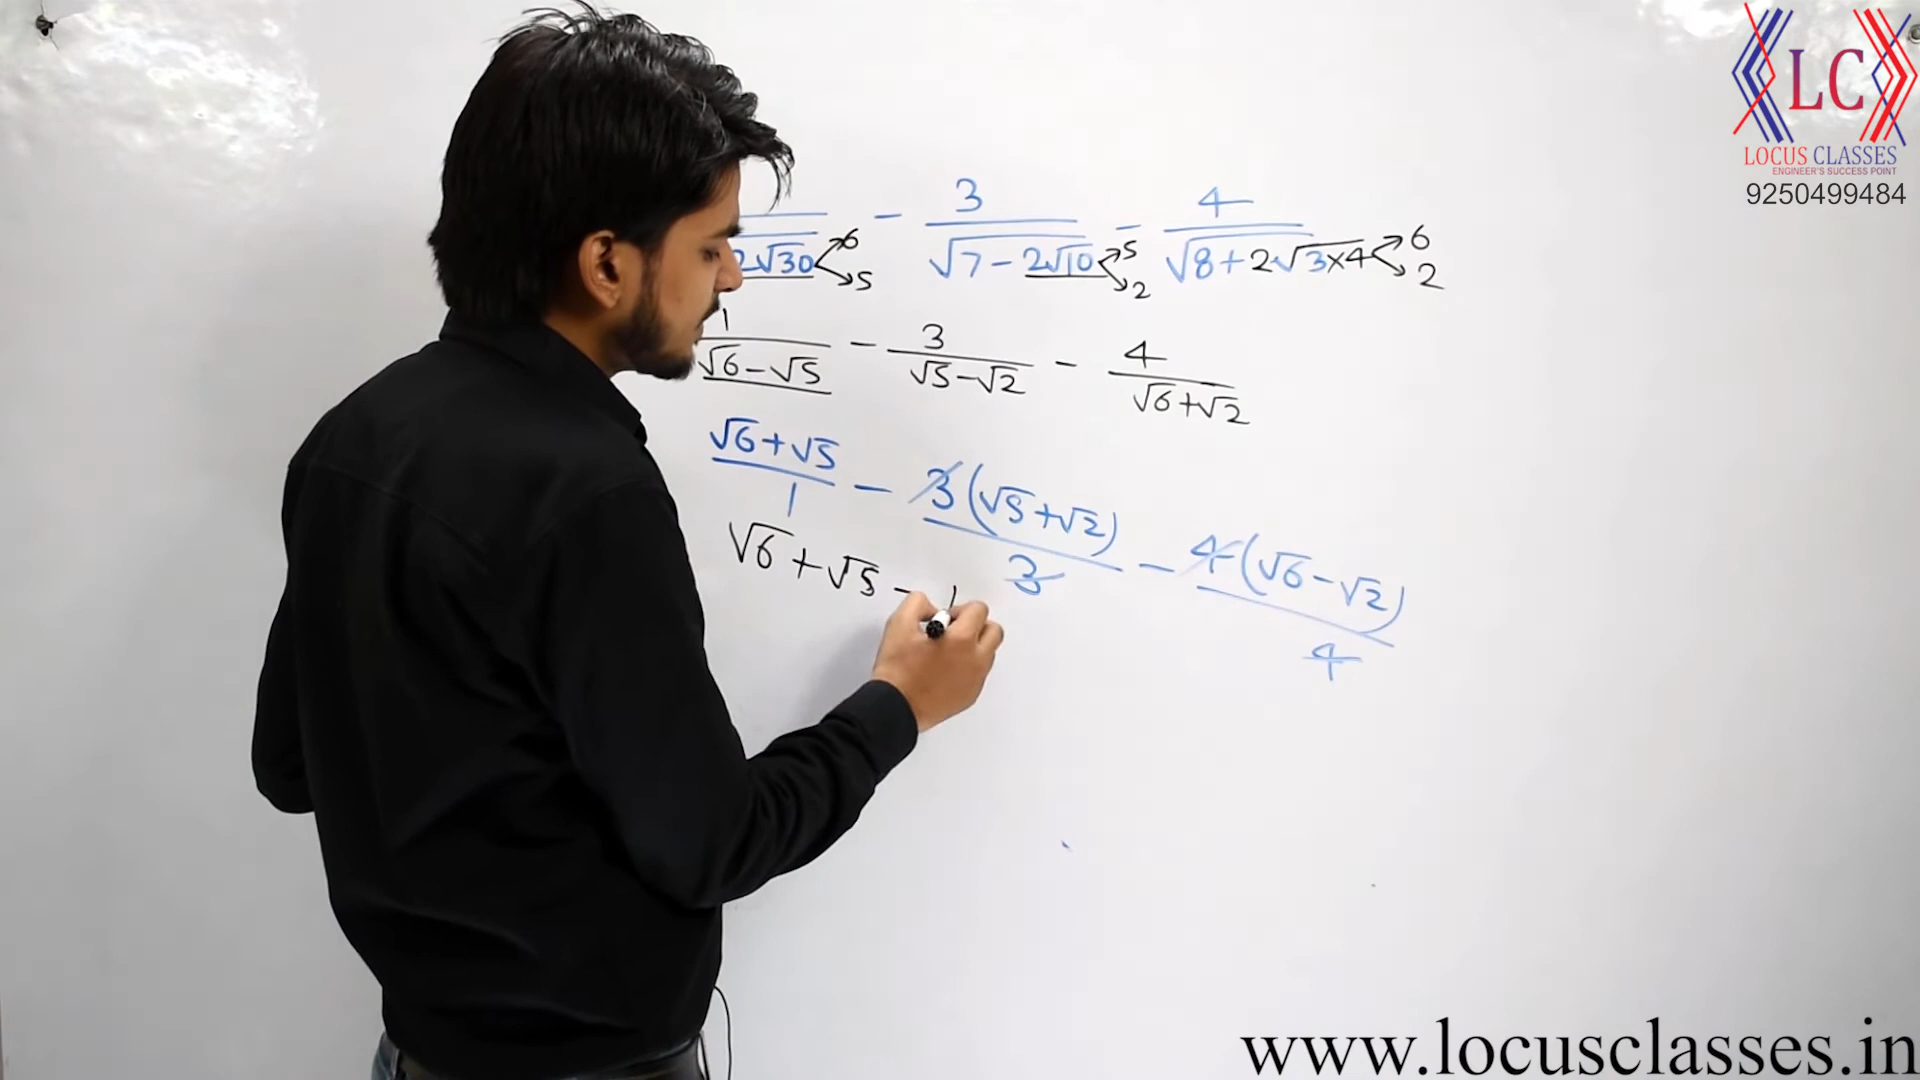 LC
LOCUS CLASSES
ENGINEER'S SUCCESS POINT
9250499484
3 4
2√30 6 5 - √7-2√10 5 2 - √8+2√3×4 6 2
1 3 4
√6-√5 - √5-√2 - √6+√2
√6+√5 - 3(√5+√2) - 4(√6-√2)
1 3 4
√6+√5 -
www.locusclasses.in